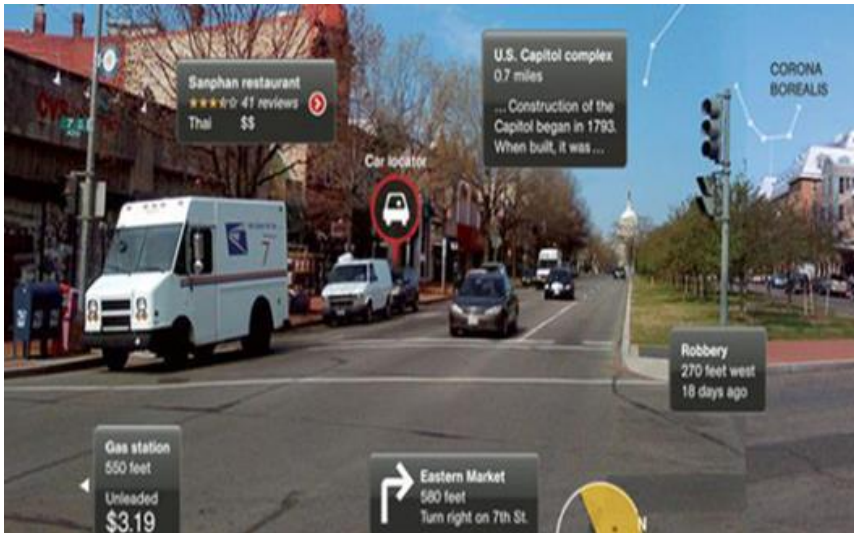 Sanphan restaurant
41 reviews
Thai $$
U.S. Capitol complex
0.7 miles
... Construction of the
Capitol began in 1793.
When built, it was ...
CORONA
BOREALIS
Car locator
CVS
7
Robbery
270 feet west
18 days ago
Gas station
550 feet
Unleaded
$3.19
Eastern Market
580 feet
Turn right on 7th St.
N